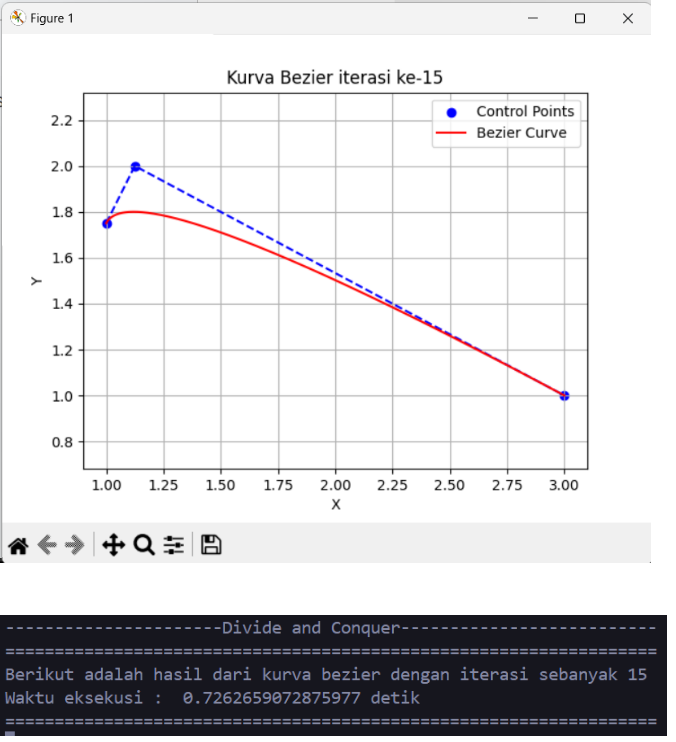 Figure 1
Kurva Bezier iterasi ke-15
Control Points
Bezier Curve
2.2
2.0
1.8
1.6
1.4
1.2
1.0
0.8
Y
1.00 1.25 1.50 1.75 2.00 2.25 2.50 2.75 3.00
X
----------------------Divide and Conquer--------------------------
==================================================================
Berikut adalah hasil dari kurva bezier dengan iterasi sebanyak 15
Waktu eksekusi :  0.7262659072875977 detik
==================================================================